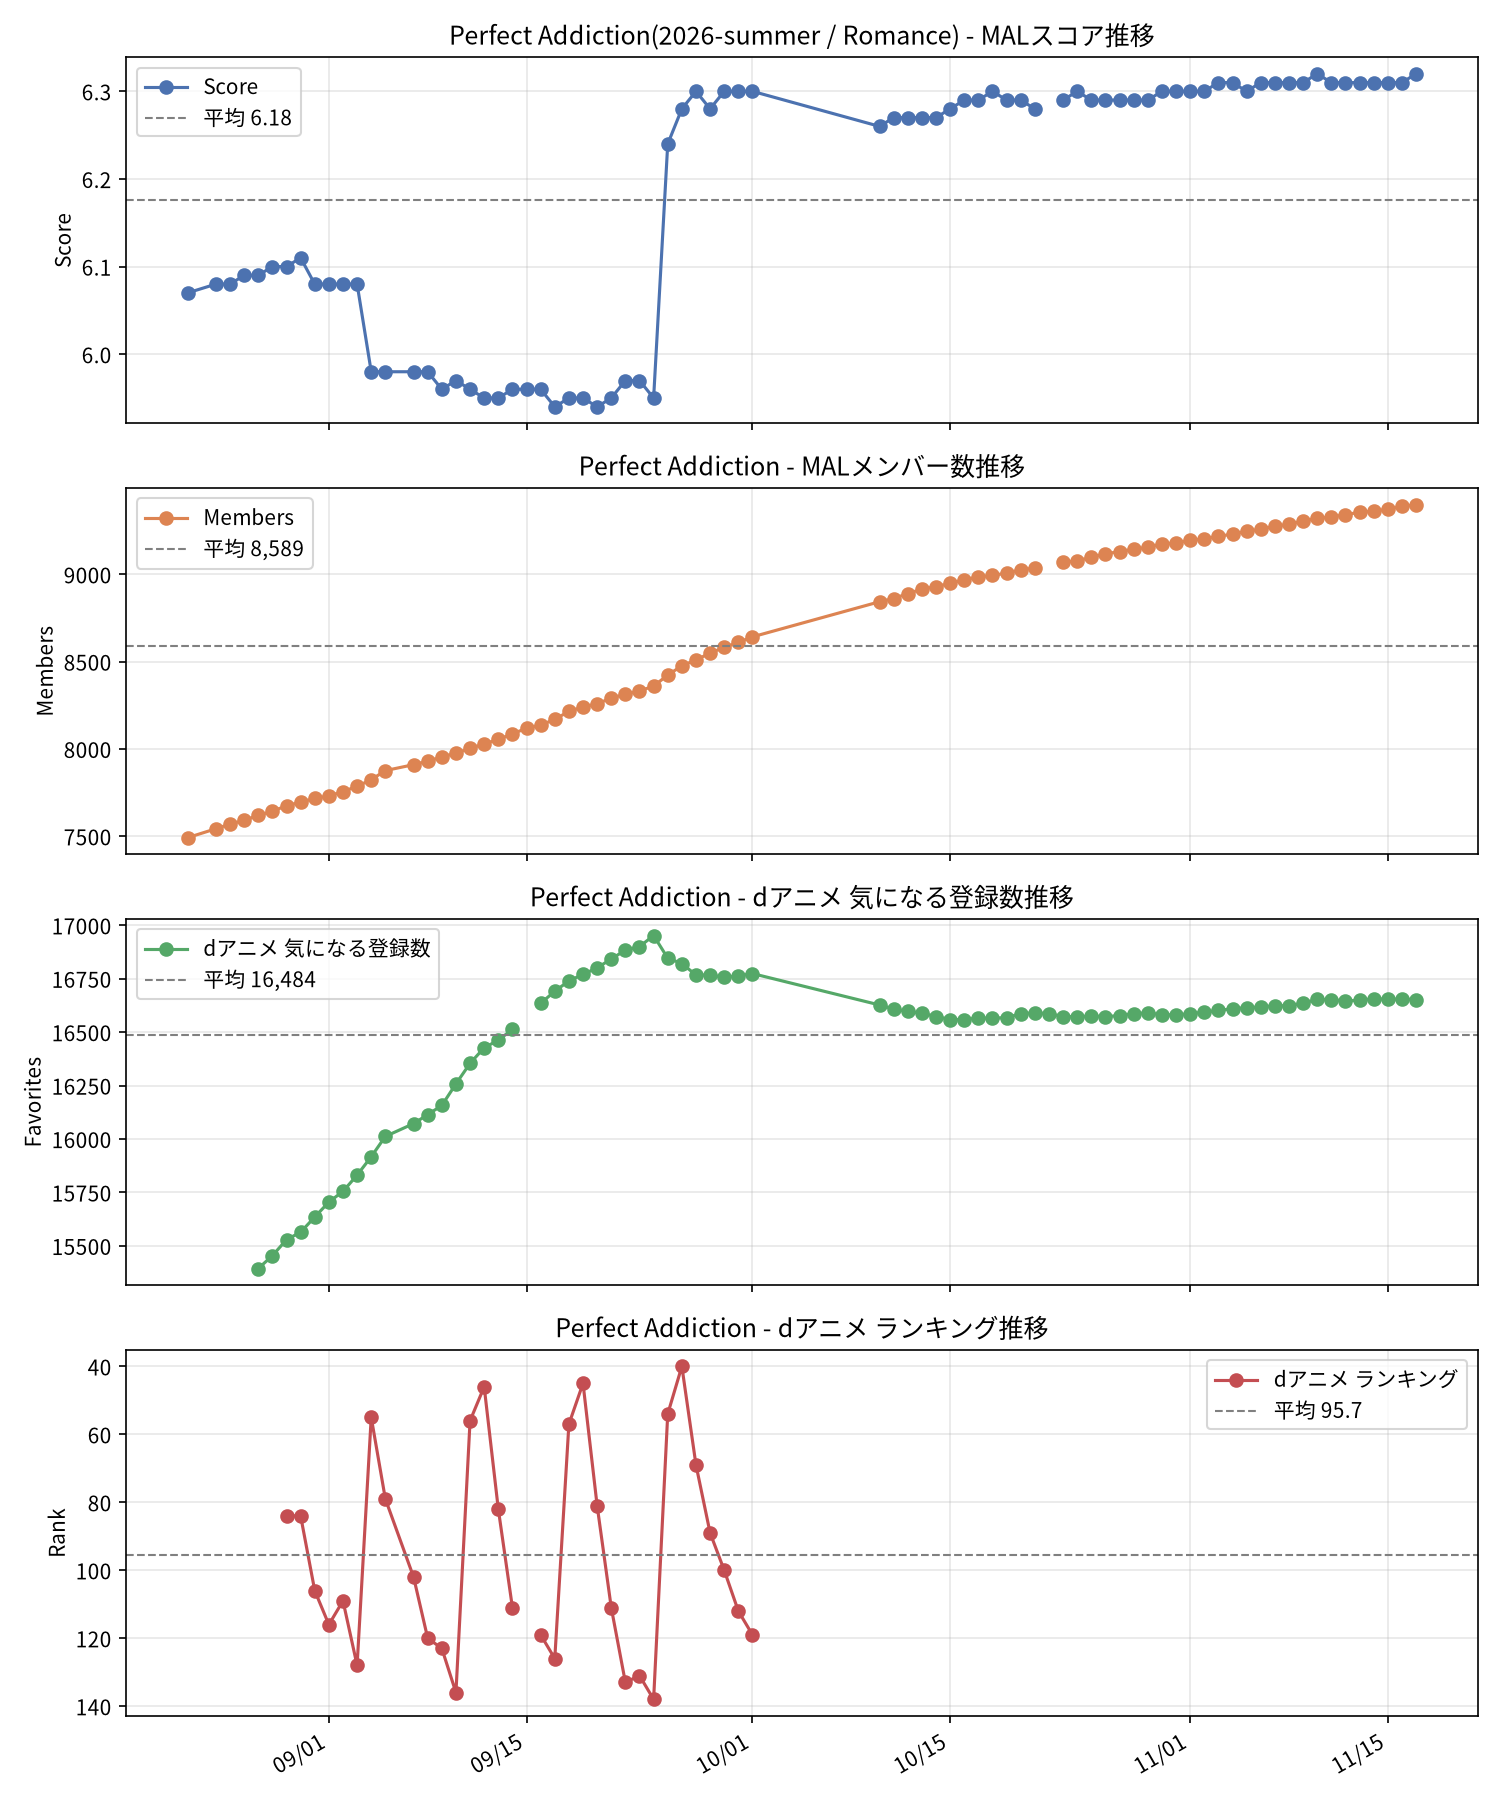 Perfect Addiction(2026-summer / Romance) - MALスコア推移
Score
平均 6.18
6.3
6.2
6.1
6.0
Score
Perfect Addiction - MALメンバー数推移
Members
平均 8,589
9000
8500
8000
7500
Members
Perfect Addiction - dアニメ 気になる登録数推移
dアニメ 気になる登録数
平均 16,484
17000
16750
16500
16250
16000
15750
15500
Favorites
Perfect Addiction - dアニメ ランキング推移
dアニメ ランキング
平均 95.7
40
60
80
100
120
140
Rank
09/01
09/15
10/01
10/15
11/01
11/15